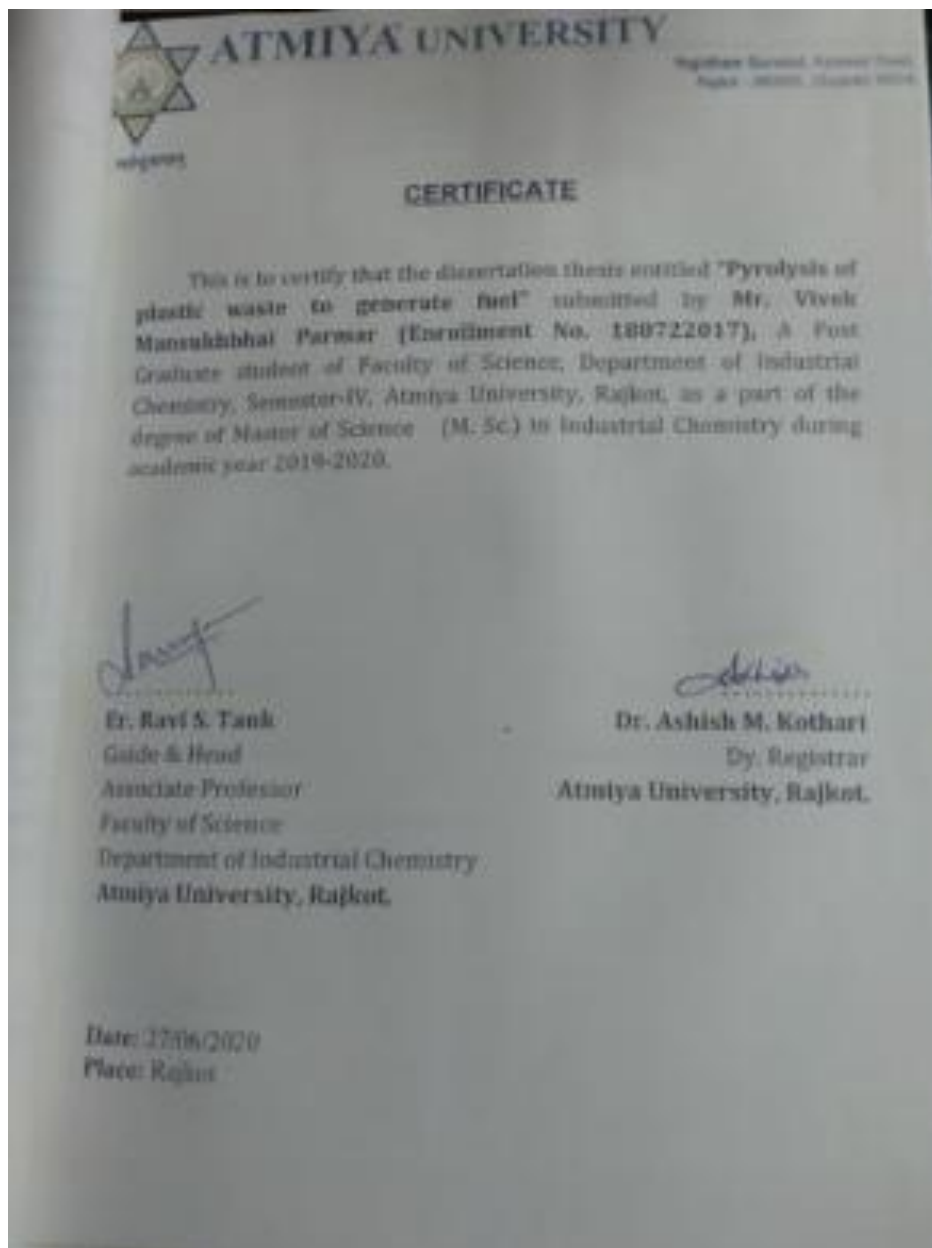 ATMIYA UNIVERSITY
CERTIFICATE
This is to certify that the dissertation thesis entitled "Pyrolysis of
plastic waste to generate fuel" submitted by Mr. Vivek
Mansukhbhai Parmar (Enrollment No. 180722017), A Post
Graduate student of Faculty of Science, Department of Industrial
Chemistry, Semester-IV, Atmiya University, Rajkot, as a part of the
degree of Master of Science (M. Sc.) in Industrial Chemistry during
academic year 2019-2020.
Er. Ravi S. Tank
Guide & Head
Associate Professor
Faculty of Science
Department of Industrial Chemistry
Atmiya University, Rajkot.
Dr. Ashish M. Kothari
Dy. Registrar
Atmiya University, Rajkot.
Date: 27/06/2020
Place: Rajkot